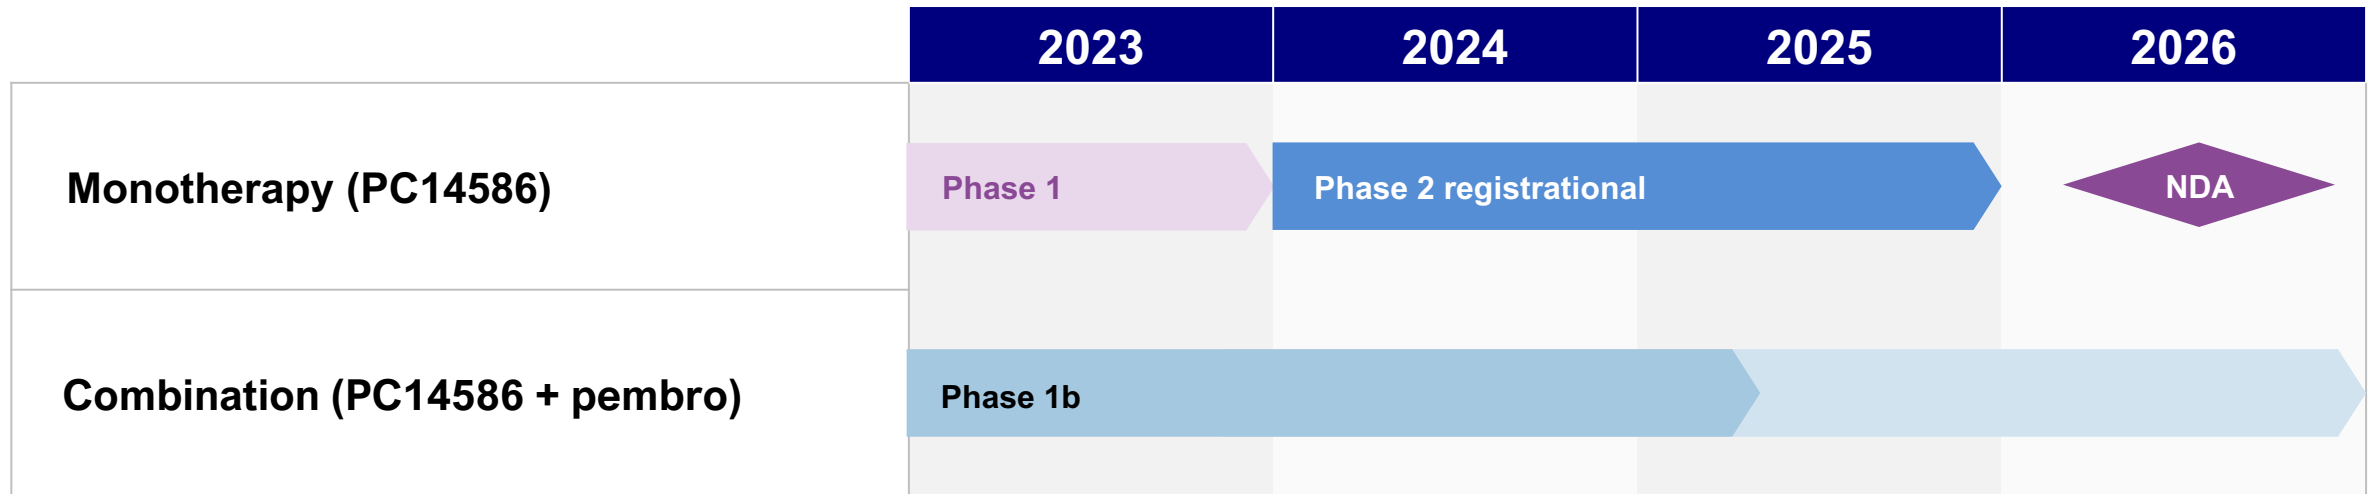 2023 2024 2025 2026
Monotherapy (PC14586) Phase 1 Phase 2 registrational NDA
Combination (PC14586 + pembro) Phase 1b